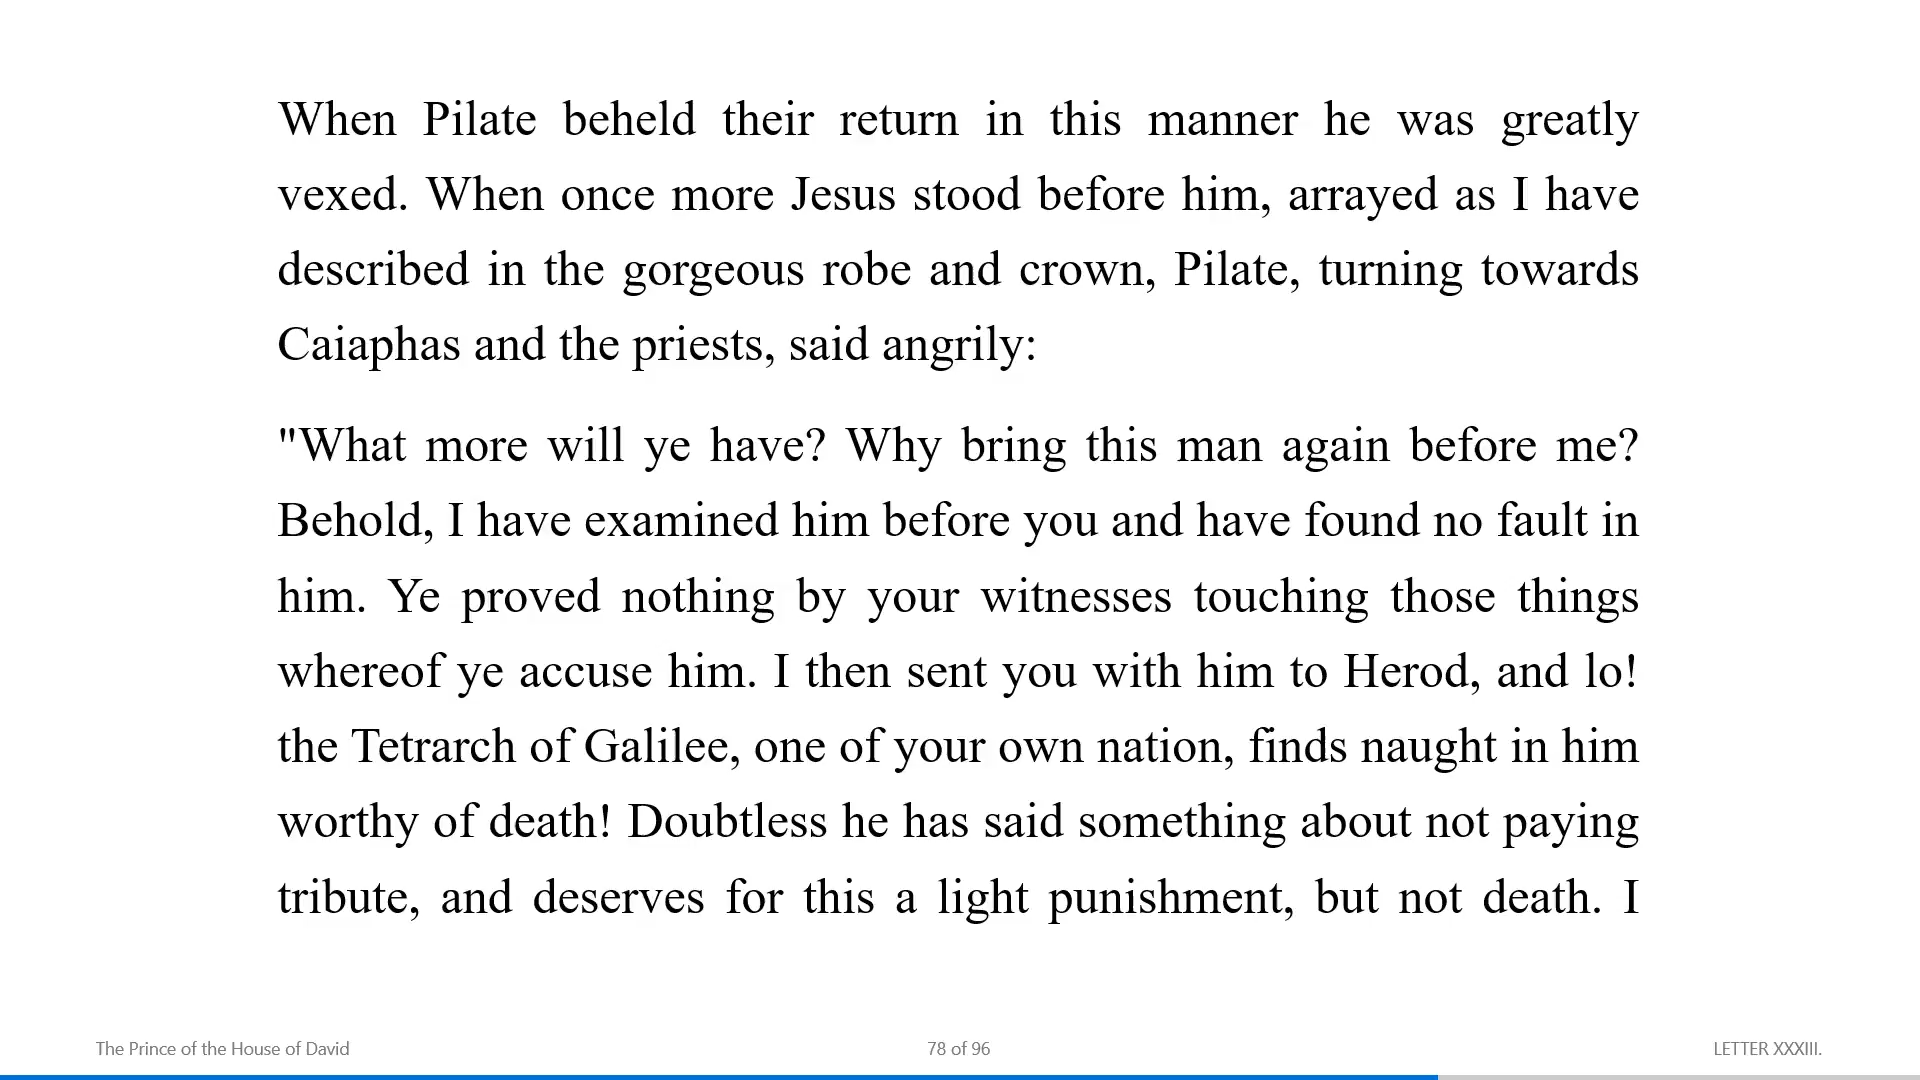 When Pilate beheld their return in this manner he was greatly
vexed. When once more Jesus stood before him, arrayed as I have
described in the gorgeous robe and crown, Pilate, turning towards
Caiaphas and the priests, said angrily:
"What more will ye have? Why bring this man again before me?
Behold, I have examined him before you and have found no fault in
him. Ye proved nothing by your witnesses touching those things
whereof ye accuse him. I then sent you with him to Herod, and lo!
the Tetrarch of Galilee, one of your own nation, finds naught in him
worthy of death! Doubtless he has said something about not paying
tribute, and deserves for this a light punishment, but not death. I
The Prince of the House of David
78 of 96
LETTER XXXIII.